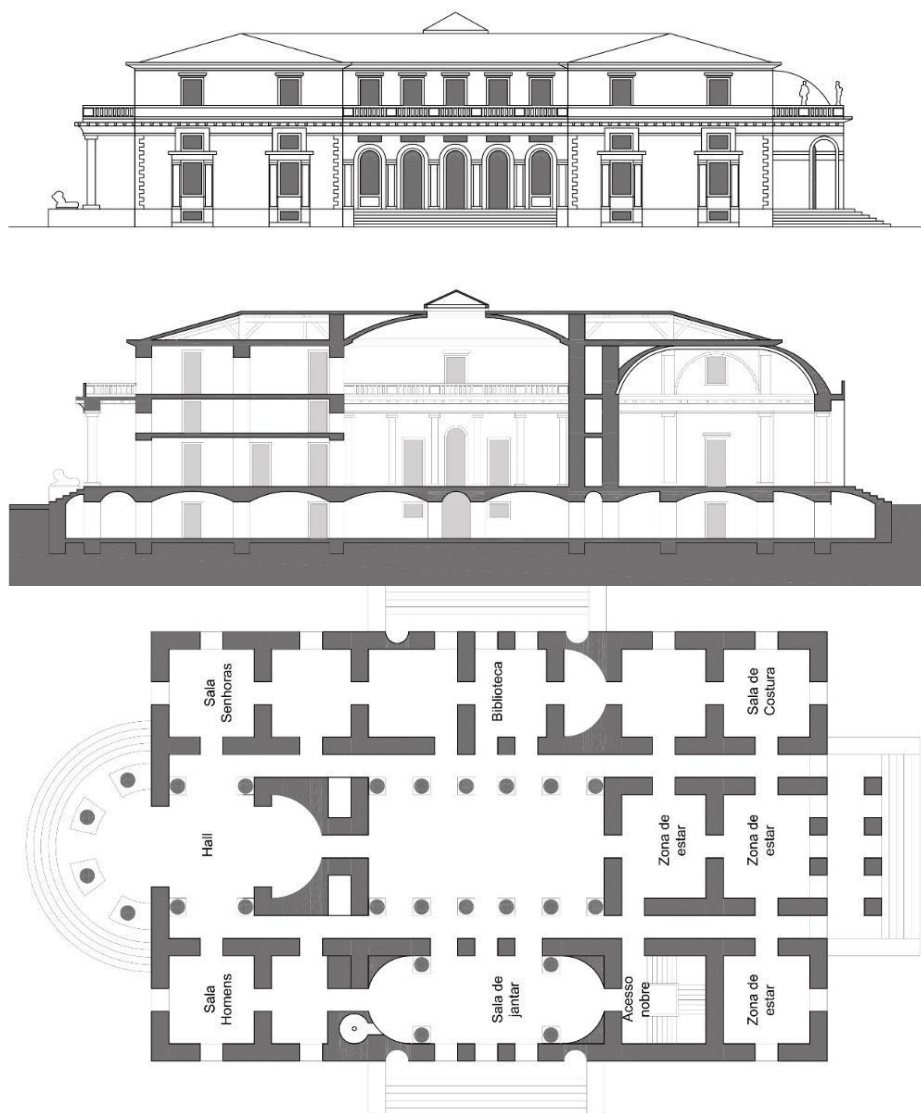 Sala
Senhoras
Biblioteca
Sala de
Costura
Hall
Zona de
estar
Zona de
estar
Sala
Homens
Sala de
jantar
Acesso
nobre
Zona de
estar